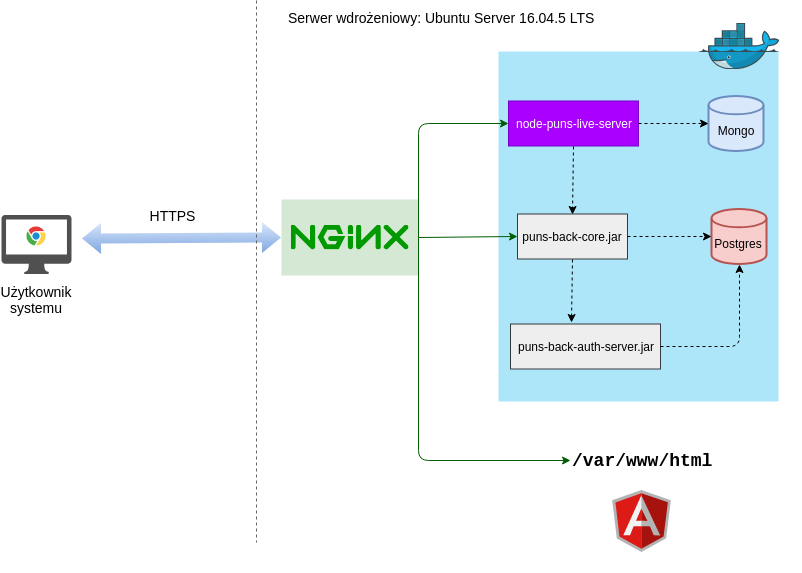 Serwer wdrożeniowy: Ubuntu Server 16.04.5 LTS
node-puns-live-server
Mongo
HTTPS
NGINX
puns-back-core.jar
Postgres
Użytkownik
systemu
puns-back-auth-server.jar
/var/www/html
A